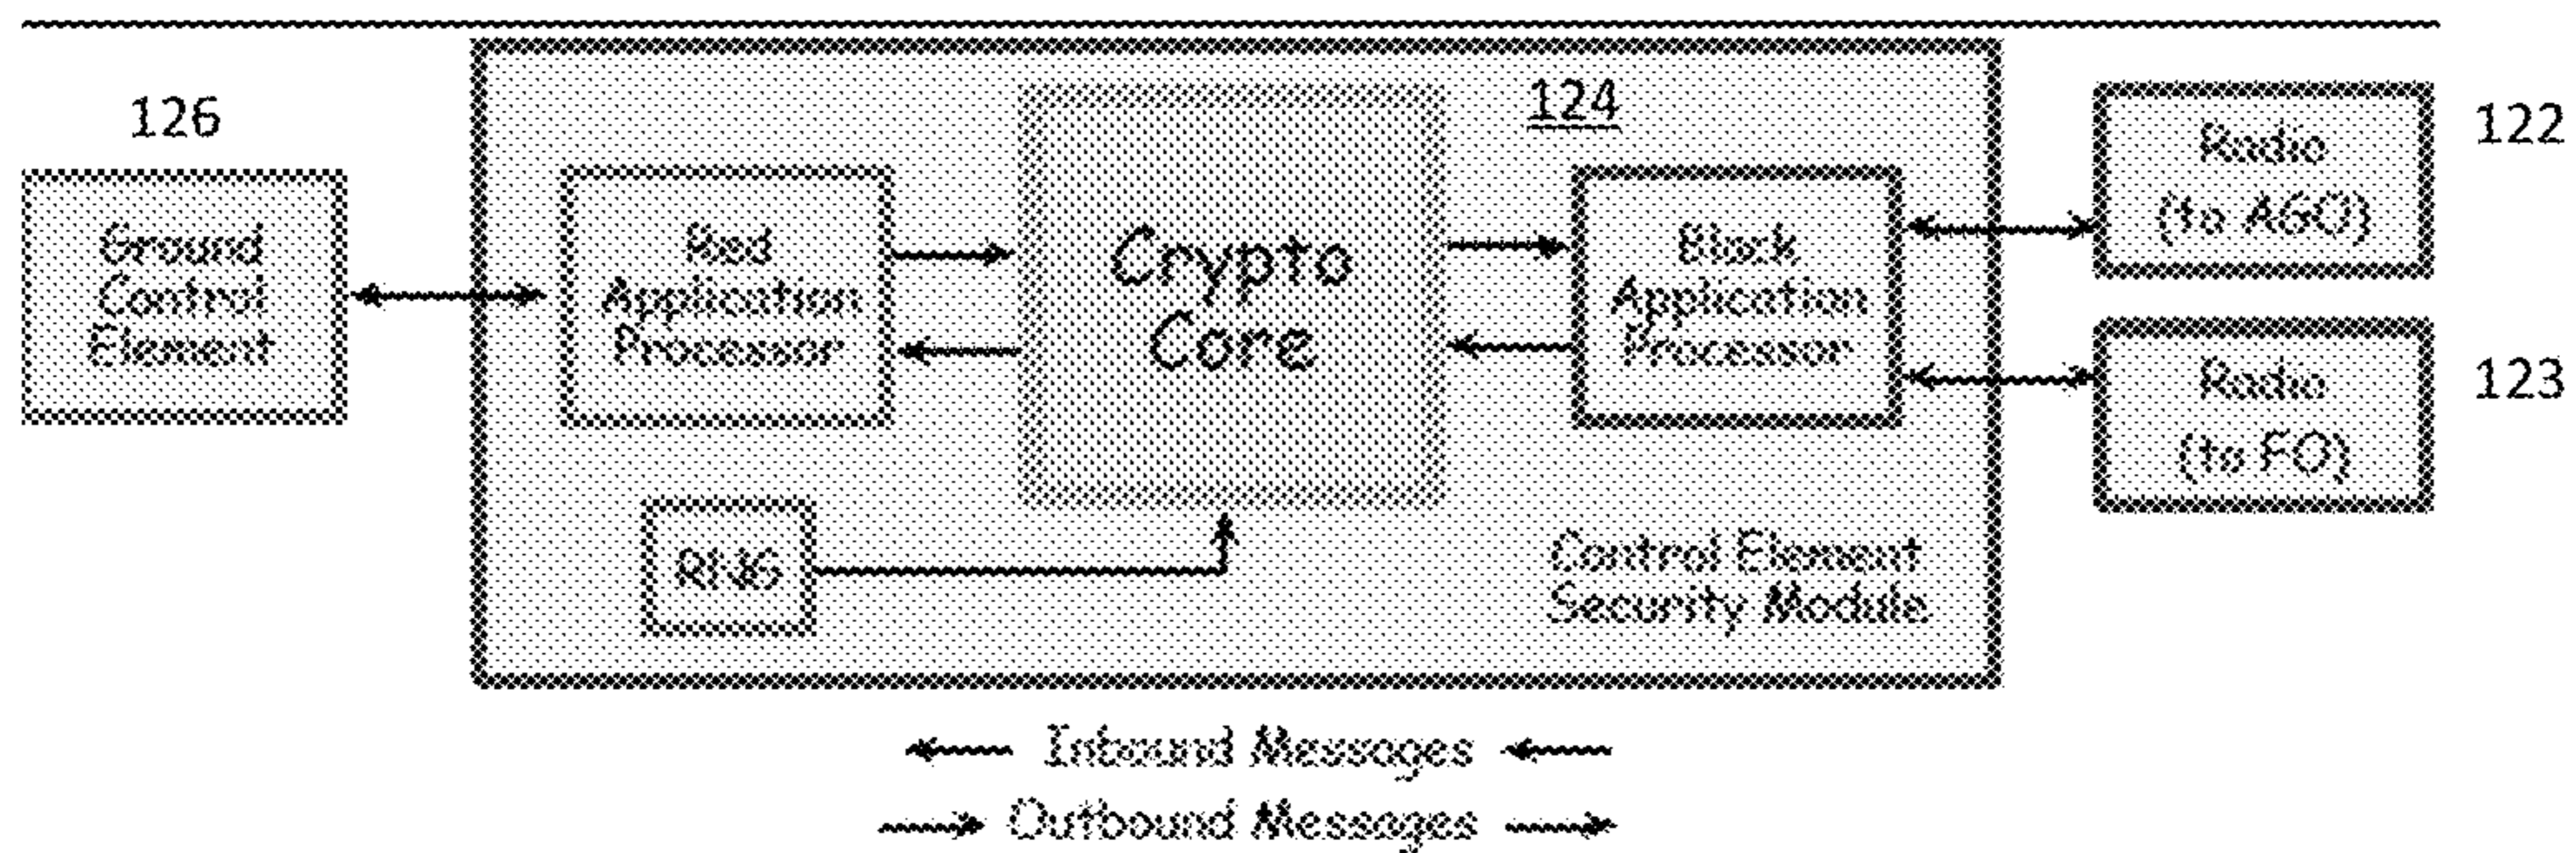 126
Ground
Control
Element
Red
Application
Processor
Crypto
Core
124
Black
Application
Processor
Radio
(to AGO)
122
Radio
(to FO)
123
RNG
Control Element
Security Module
Inbound Messages
Outbound Messages